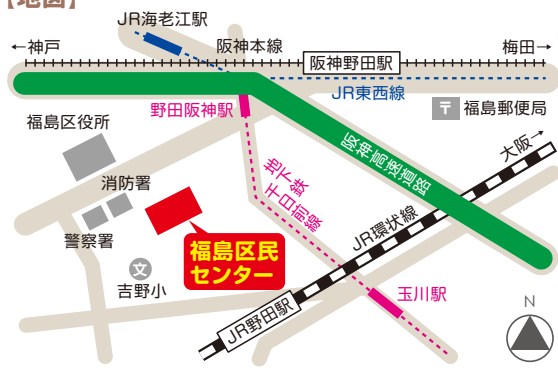 【地図】
JR海老江駅
←神戸
阪神本線
梅田→
阪神野田駅
JR東西線
野田阪神駅
〒
福島郵便局
福島区役所
阪神高速道路
大阪→
消防署
地下鉄
千日前線
警察署
JR環状線
福島区民
センター
文
吉野小
玉川駅
JR野田駅
N